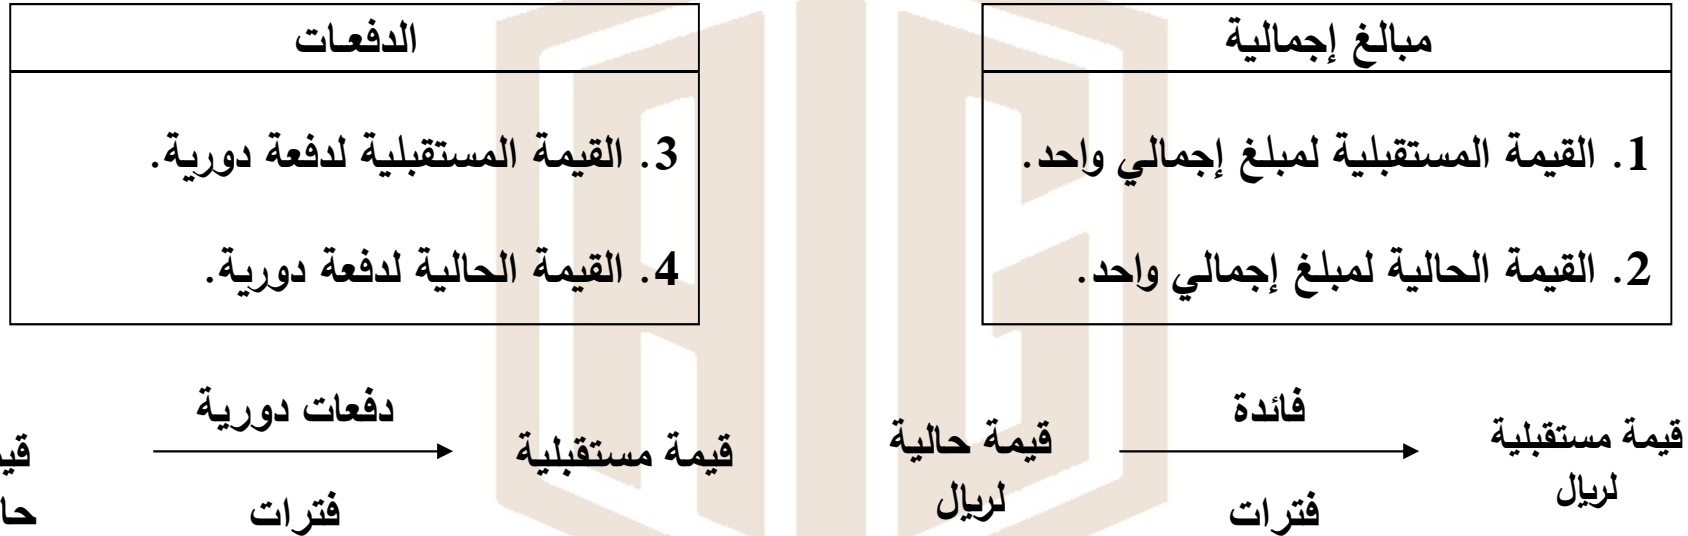 مبالغ إجمالية
1. القيمة المستقبلية لمبلغ إجمالي واحد.
2. القيمة الحالية لمبلغ إجمالي واحد.
الدفعـات
3. القيمة المستقبلية لدفعة دورية.
4. القيمة الحالية لدفعة دورية.
قيمة مستقبلية
لريال
فائدة
فترات
قيمة حالية
لريال
قيمة مستقبلية
دفعات دورية
فترات